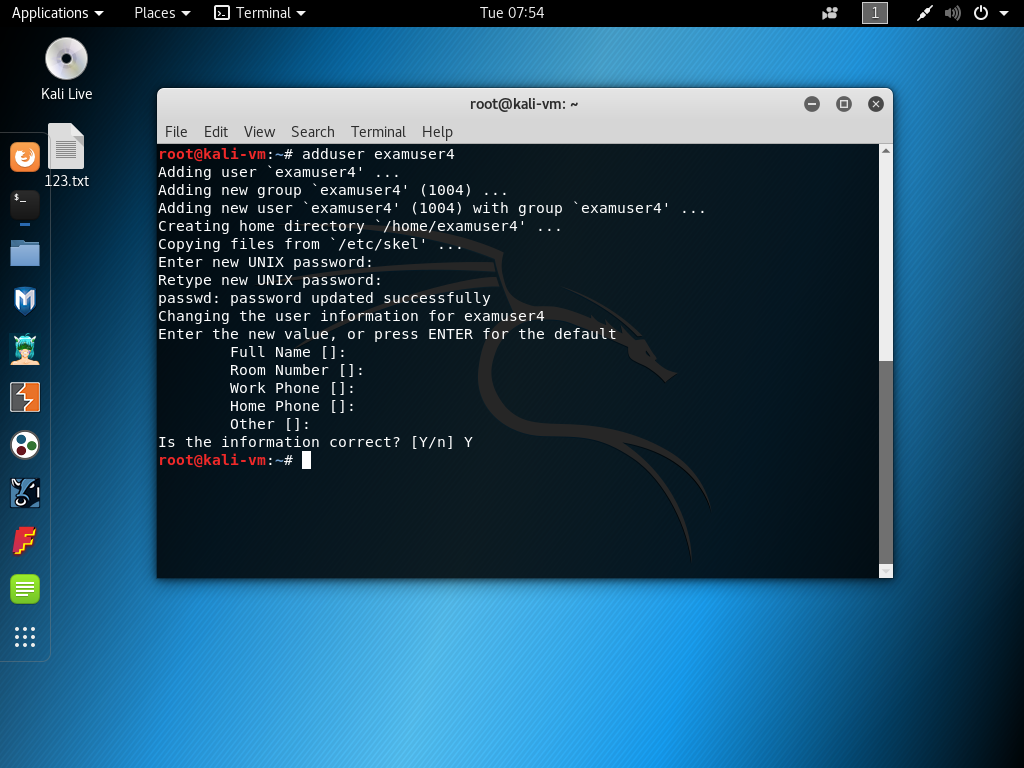 Applications Places Terminal Tue 07:54 1
Kali Live
123.txt
root@kali-vm: ~
File Edit View Search Terminal Help
root@kali-vm:~# adduser examuser4
Adding user `examuser4' ...
Adding new group `examuser4' (1004) ...
Adding new user `examuser4' (1004) with group `examuser4' ...
Creating home directory `/home/examuser4' ...
Copying files from `/etc/skel' ...
Enter new UNIX password:
Retype new UNIX password:
passwd: password updated successfully
Changing the user information for examuser4
Enter the new value, or press ENTER for the default
        Full Name []:
        Room Number []:
        Work Phone []:
        Home Phone []:
        Other []:
Is the information correct? [Y/n] Y
root@kali-vm:~#